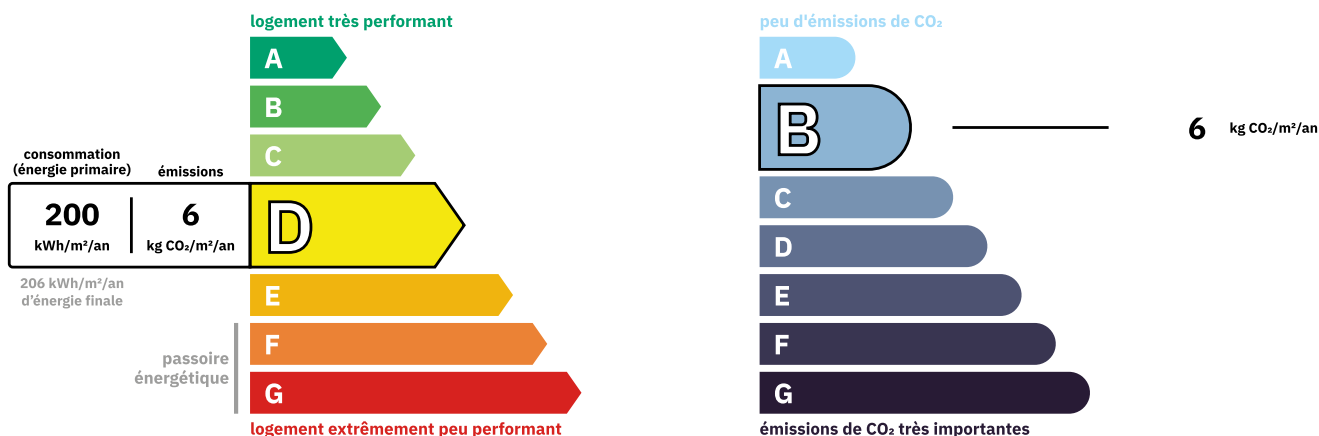 logement très performant
A
B
C
consommation
(énergie primaire)
émissions
200
kWh/m²/an
6
kg CO₂/m²/an
D
206 kWh/m²/an
d'énergie finale
E
passoire
énergétique
F
G
logement extrêmement peu performant
peu d'émissions de CO₂
A
B
6 kg CO₂/m²/an
C
D
E
F
G
émissions de CO₂ très importantes